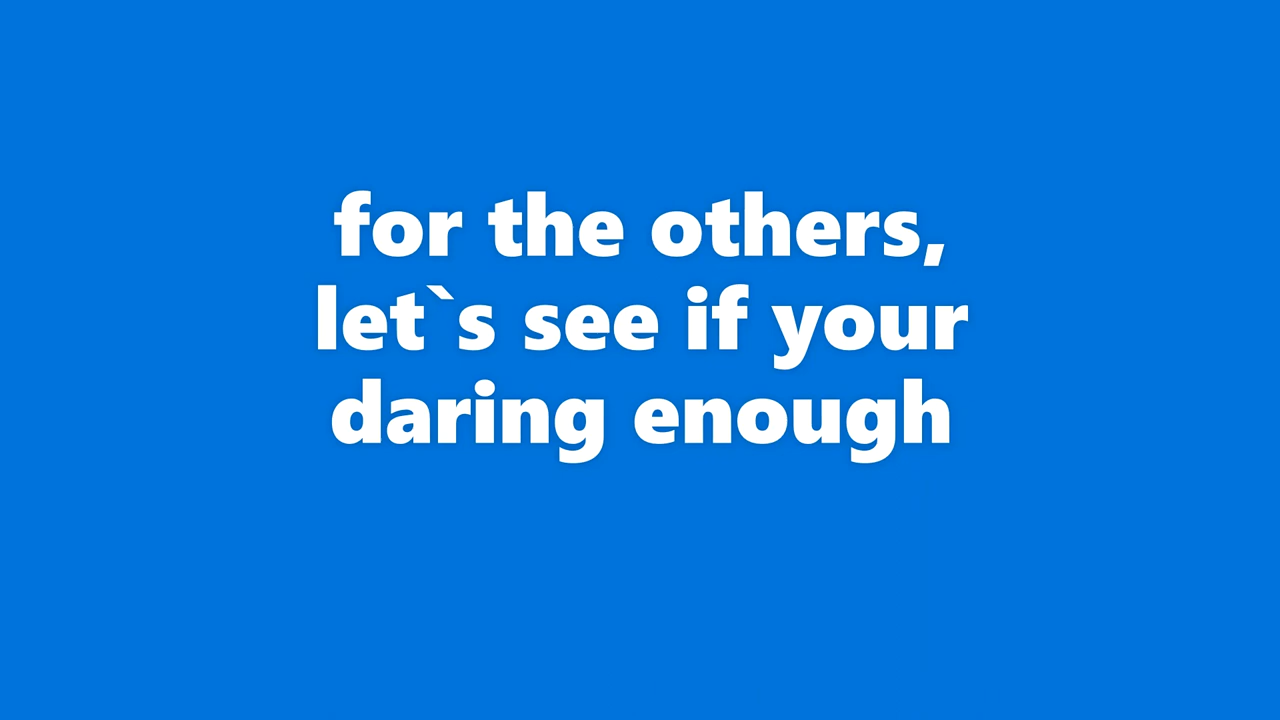 for the others,
let`s see if your
daring enough